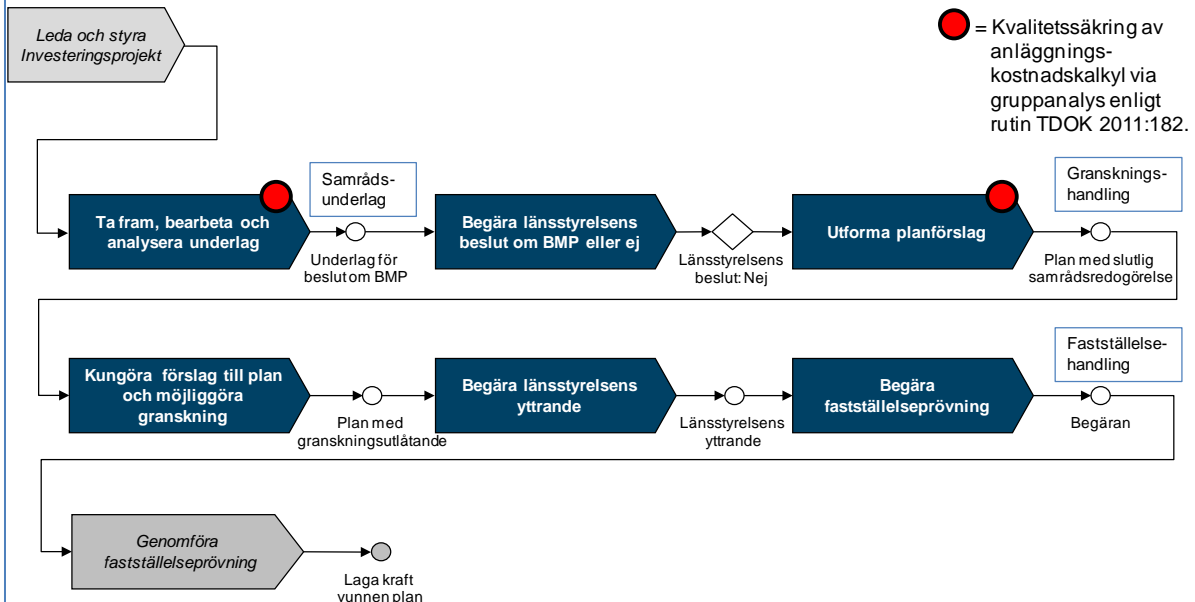 Leda och styra
Investeringsprojekt
= Kvalitetssäkring av
anläggnings-
kostnadskalkyl via
gruppanalys enligt
rutin TDOK 2011:182.
Ta fram, bearbeta och
analysera underlag
Samråds-
underlag
Underlag för
beslut om BMP
Begära länsstyrelsens
beslut om BMP eller ej
Länsstyrelsens
beslut: Nej
Utforma planförslag
Gransknings-
handling
Plan med slutlig
samrådsredogörelse
Kungöra förslag till plan
och möjliggöra
granskning
Plan med
granskningsutlåtande
Begära länsstyrelsens
yttrande
Länsstyrelsens
yttrande
Begära
fastställelseprövning
Fastställelse-
handling
Begäran
Genomföra
fastställelseprövning
Laga kraft
vunnen plan